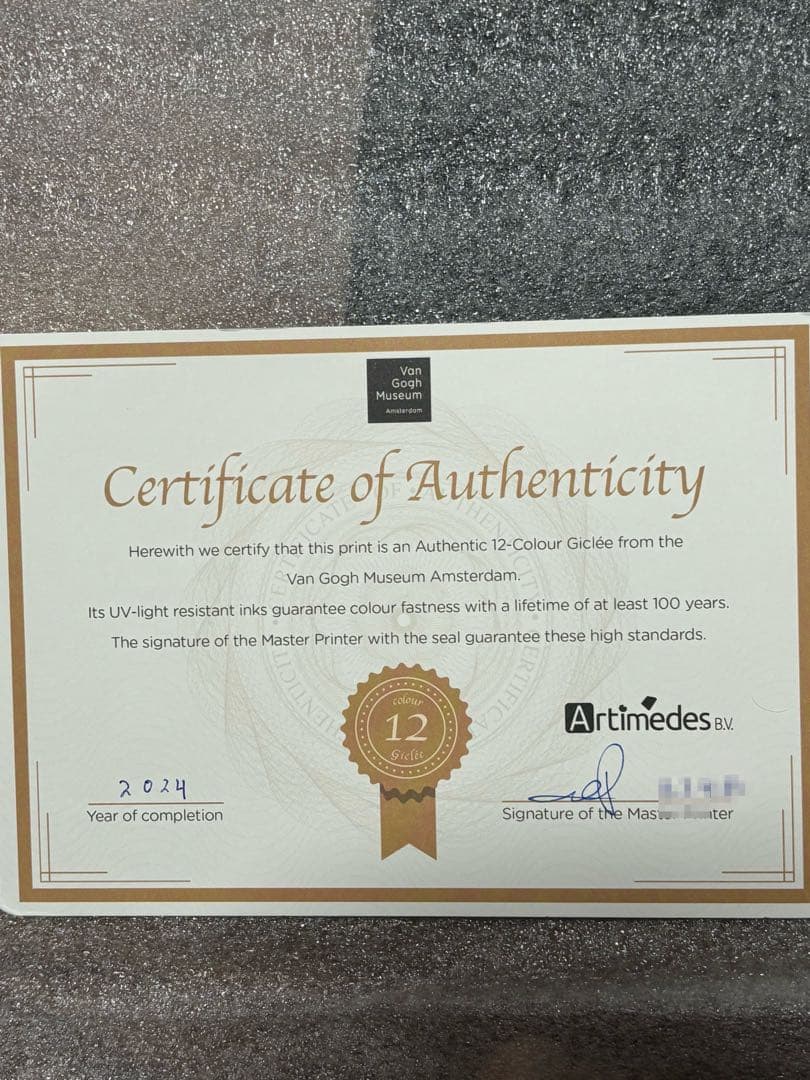 Van
Gogh
Museum
Amsterdam
Certificate of Authenticity
Herewith we certify that this print is an Authentic 12-Colour Giclée from the
Van Gogh Museum Amsterdam.
Its UV-light resistant inks guarantee colour fastness with a lifetime of at least 100 years.
The signature of the Master Printer with the seal guarantee these high standards.
colour
12
Giclée
Artimedes B.V.
2024
Year of completion
Signature of the